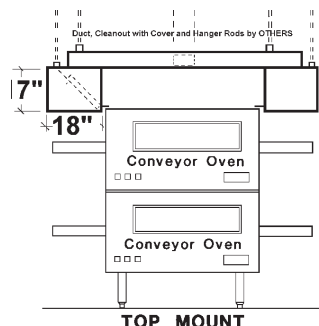 Duct, Cleanout with Cover and Hanger Rods by OTHERS
7"
18"
Conveyor Oven
Conveyor Oven
TOP MOUNT